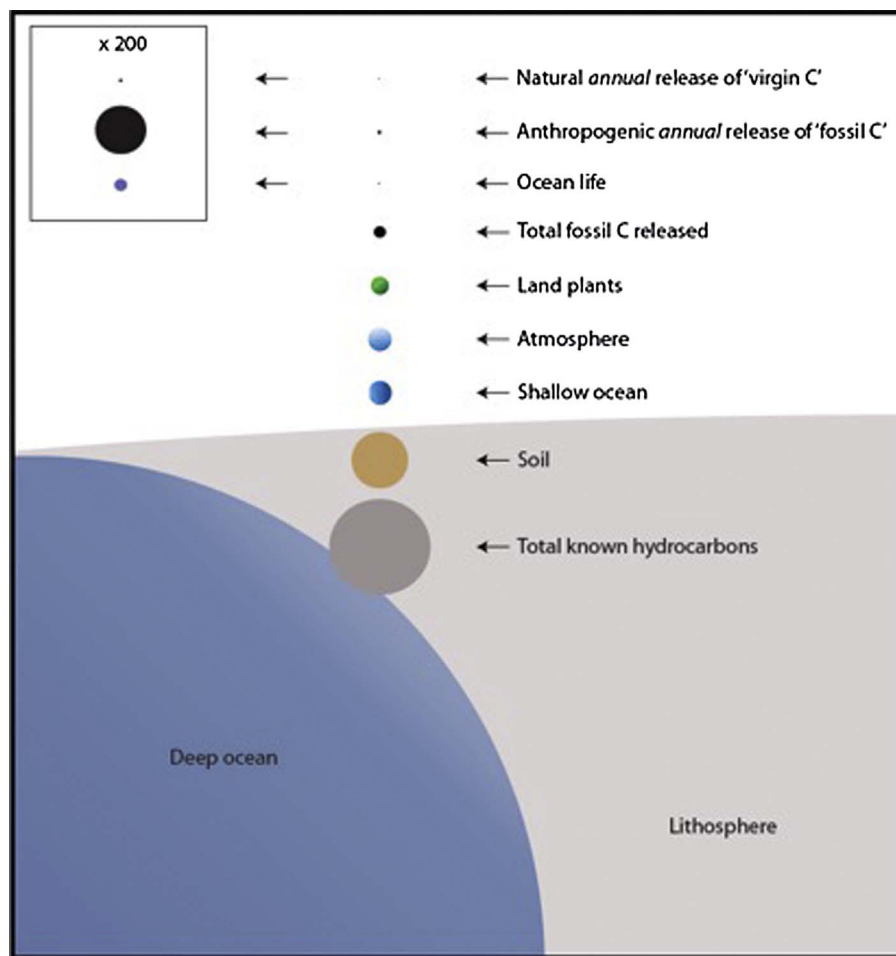 x 200
Natural annual release of ‘virgin C’
Anthropogenic annual release of ‘fossil C’
Ocean life
Total fossil C released
Land plants
Atmosphere
Shallow ocean
Soil
Total known hydrocarbons
Deep ocean
Lithosphere